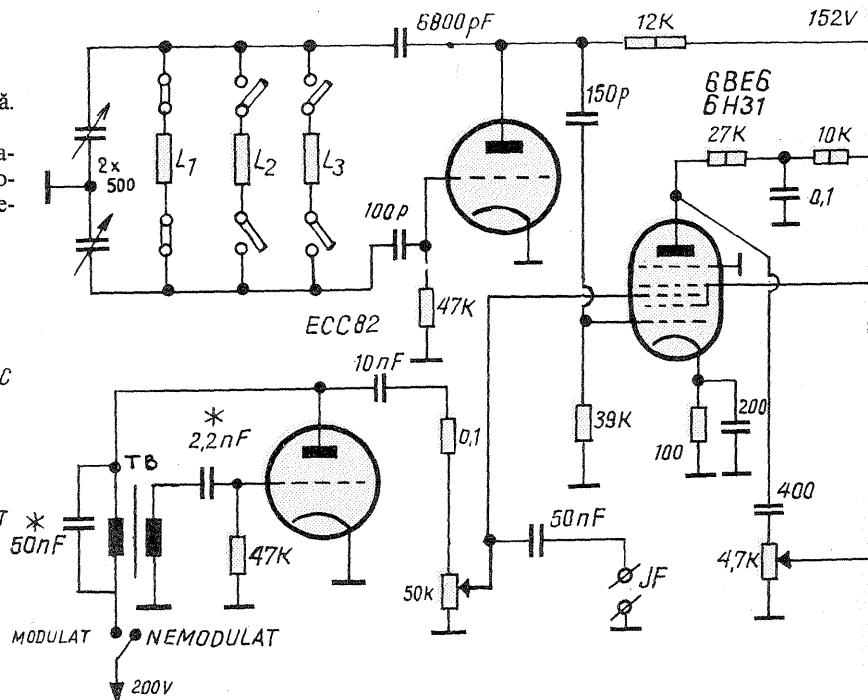 6800pF
12K
152V
ă.
150p
6BE6
6H31
27K
10K
a-
o-
e-
2x
500
L1
L2
L3
0,1
100p
47K
ECC82
C
10nF
*
2,2nF
0,1
39K
200
100
TB
T
*
50nF
47K
50nF
400
4,7K
50K
JF
MODULAT
NEMODULAT
200V